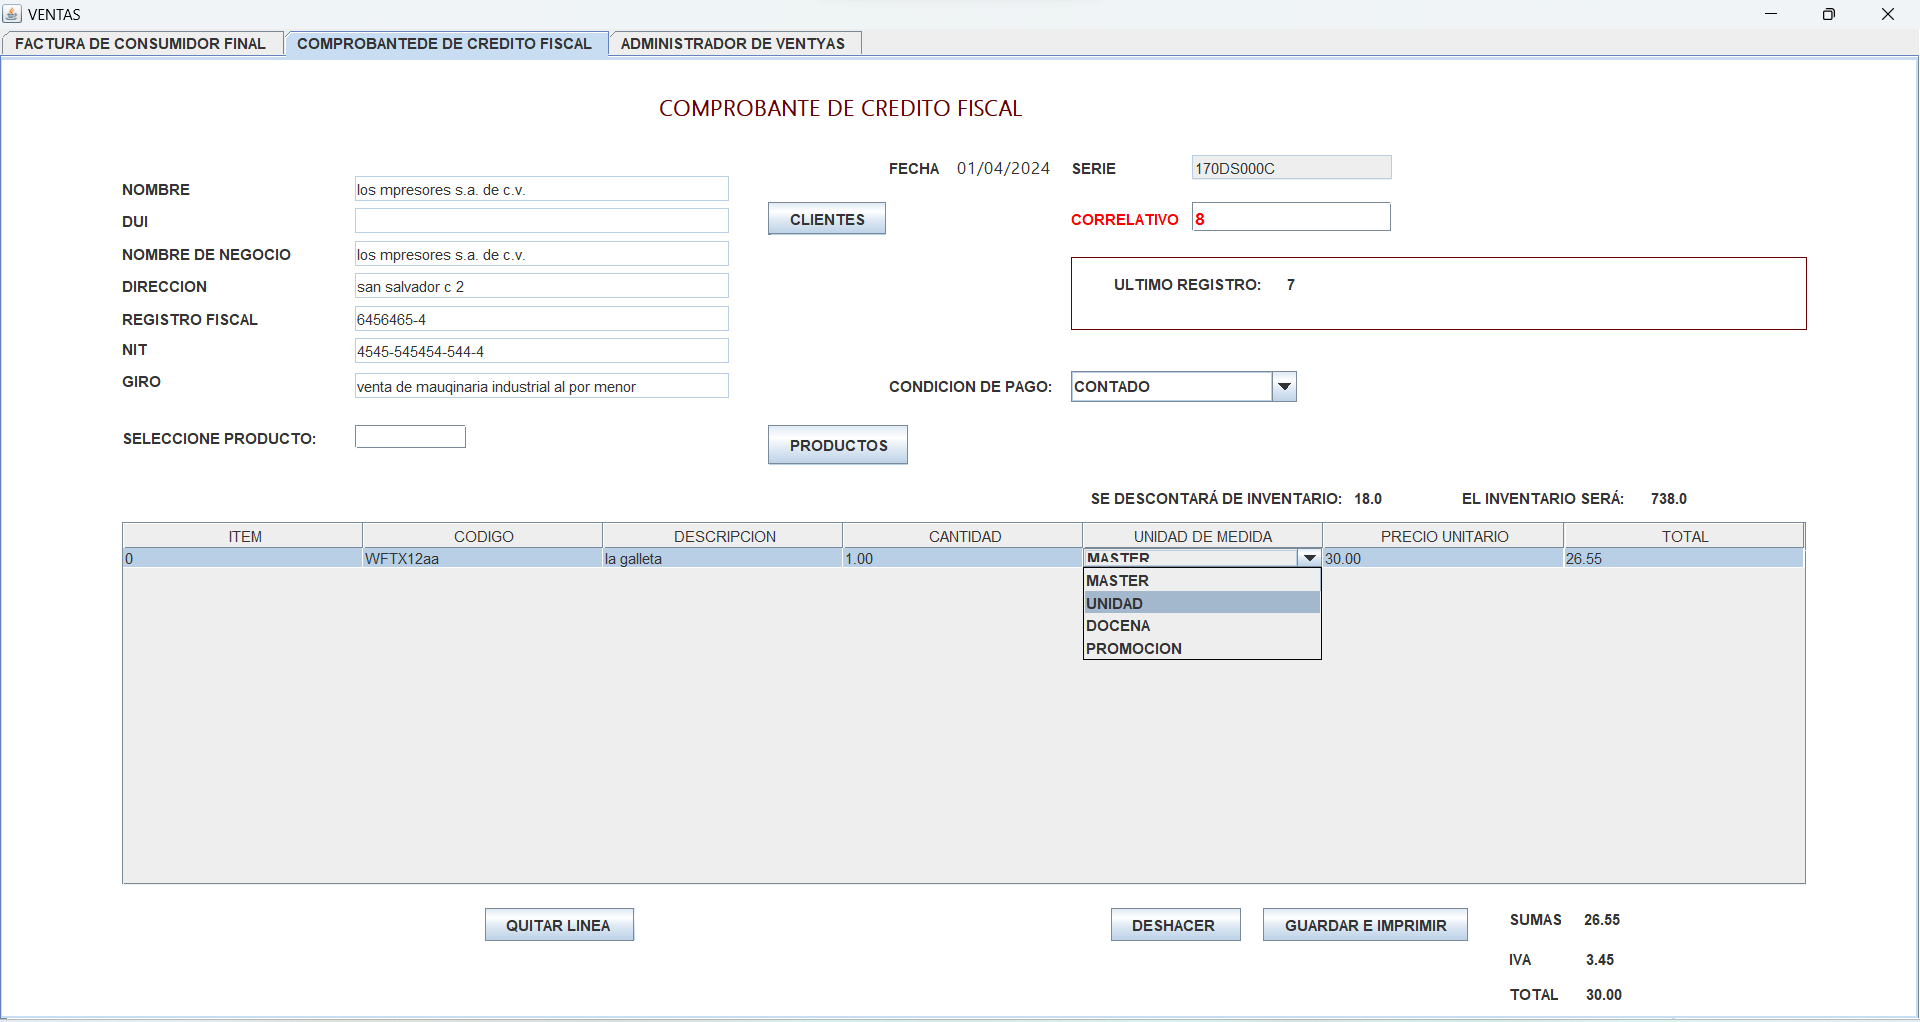 VENTAS
FACTURA DE CONSUMIDOR FINAL
COMPROBANTEDE DE CREDITO FISCAL
ADMINISTRADOR DE VENTYAS
COMPROBANTE DE CREDITO FISCAL
FECHA 01/04/2024 SERIE 170DS000C
NOMBRE los mpresores s.a. de c.v.
DUI
CLIENTES
CORRELATIVO 8
NOMBRE DE NEGOCIO los mpresores s.a. de c.v.
DIRECCION san salvador c 2
ULTIMO REGISTRO: 7
REGISTRO FISCAL 6456465-4
NIT 4545-545454-544-4
GIRO venta de mauqinaria industrial al por menor
CONDICION DE PAGO: CONTADO
SELECCIONE PRODUCTO:
PRODUCTOS
SE DESCONTARÁ DE INVENTARIO: 18.0 EL INVENTARIO SERÁ: 738.0
ITEM CODIGO DESCRIPCION CANTIDAD UNIDAD DE MEDIDA PRECIO UNITARIO TOTAL
0 WFTX12aa la galleta 1.00 MASTER 30.00 26.55
MASTER
UNIDAD
DOCENA
PROMOCION
QUITAR LINEA
DESHACER
GUARDAR E IMPRIMIR
SUMAS 26.55
IVA 3.45
TOTAL 30.00